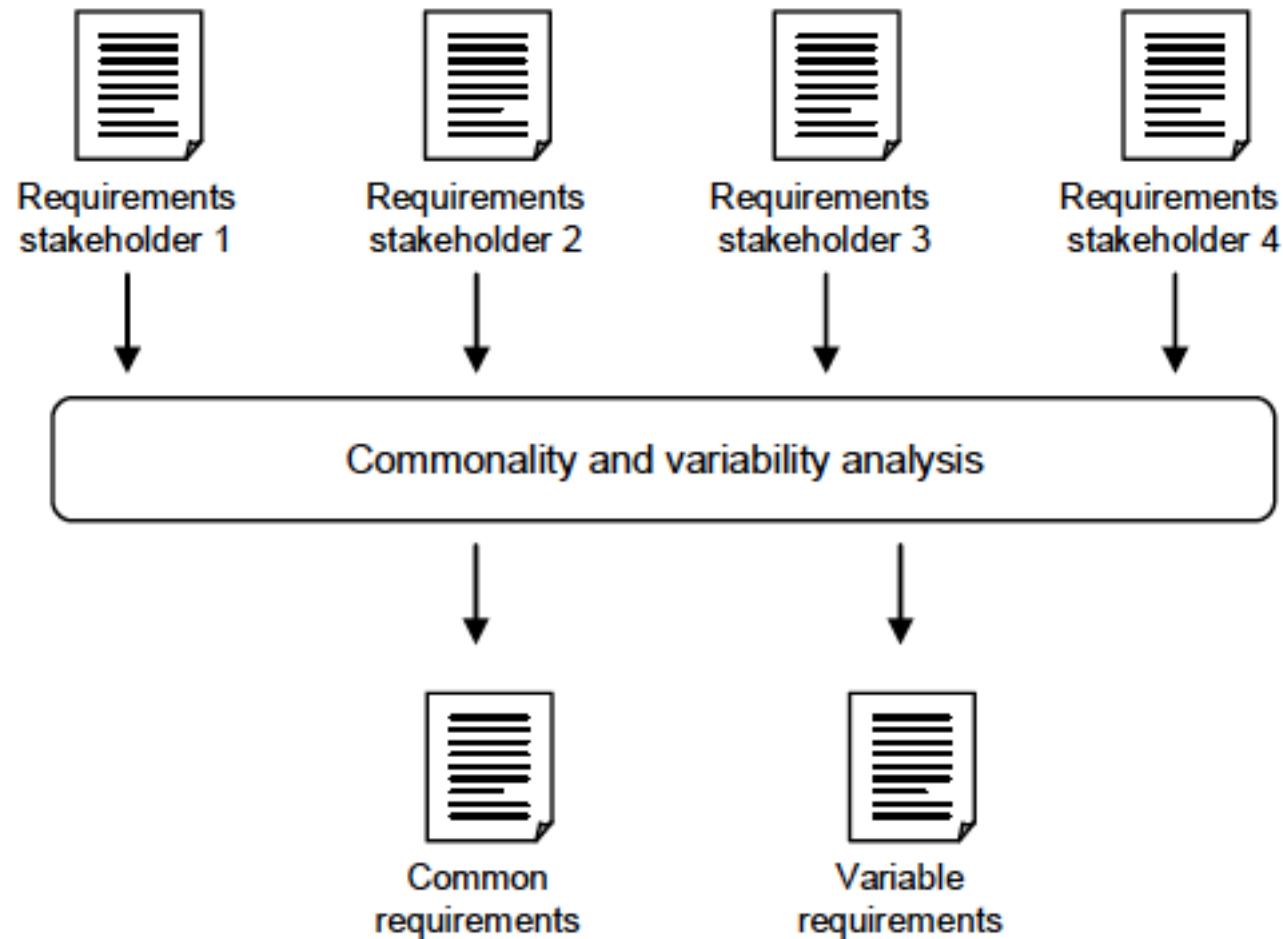 Requirements
stakeholder 1
Requirements
stakeholder 2
Requirements
stakeholder 3
Requirements
stakeholder 4
Commonality and variability analysis
Common
requirements
Variable
requirements